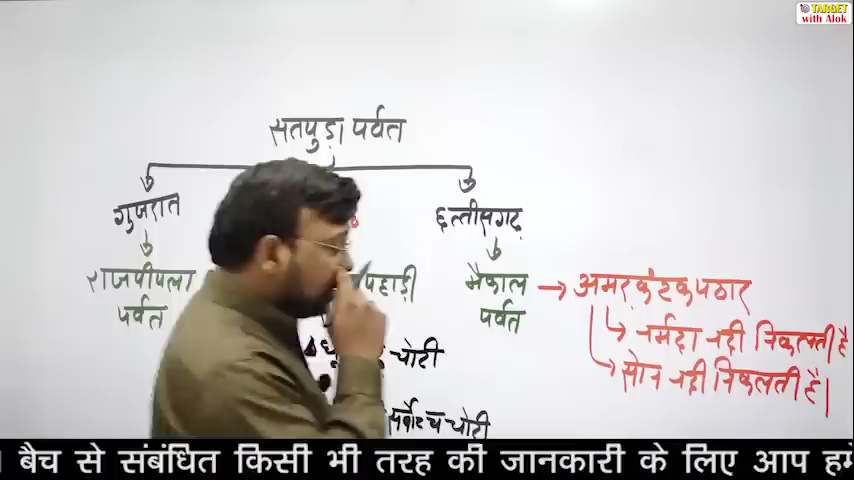 TARGET
with Alok
सतपुड़ा पर्वत
गुजरात
छत्तीसगढ़
राजपीपला
पर्वत
पहाड़ी
मैकाल
पर्वत
अमरकंटक पठार
नर्मदा नदी निकलती है
सोन नदी निकलती है।
चोटी
सर्वोच्च चोटी
बैच से संबंधित किसी भी तरह की जानकारी के लिए आप हमे